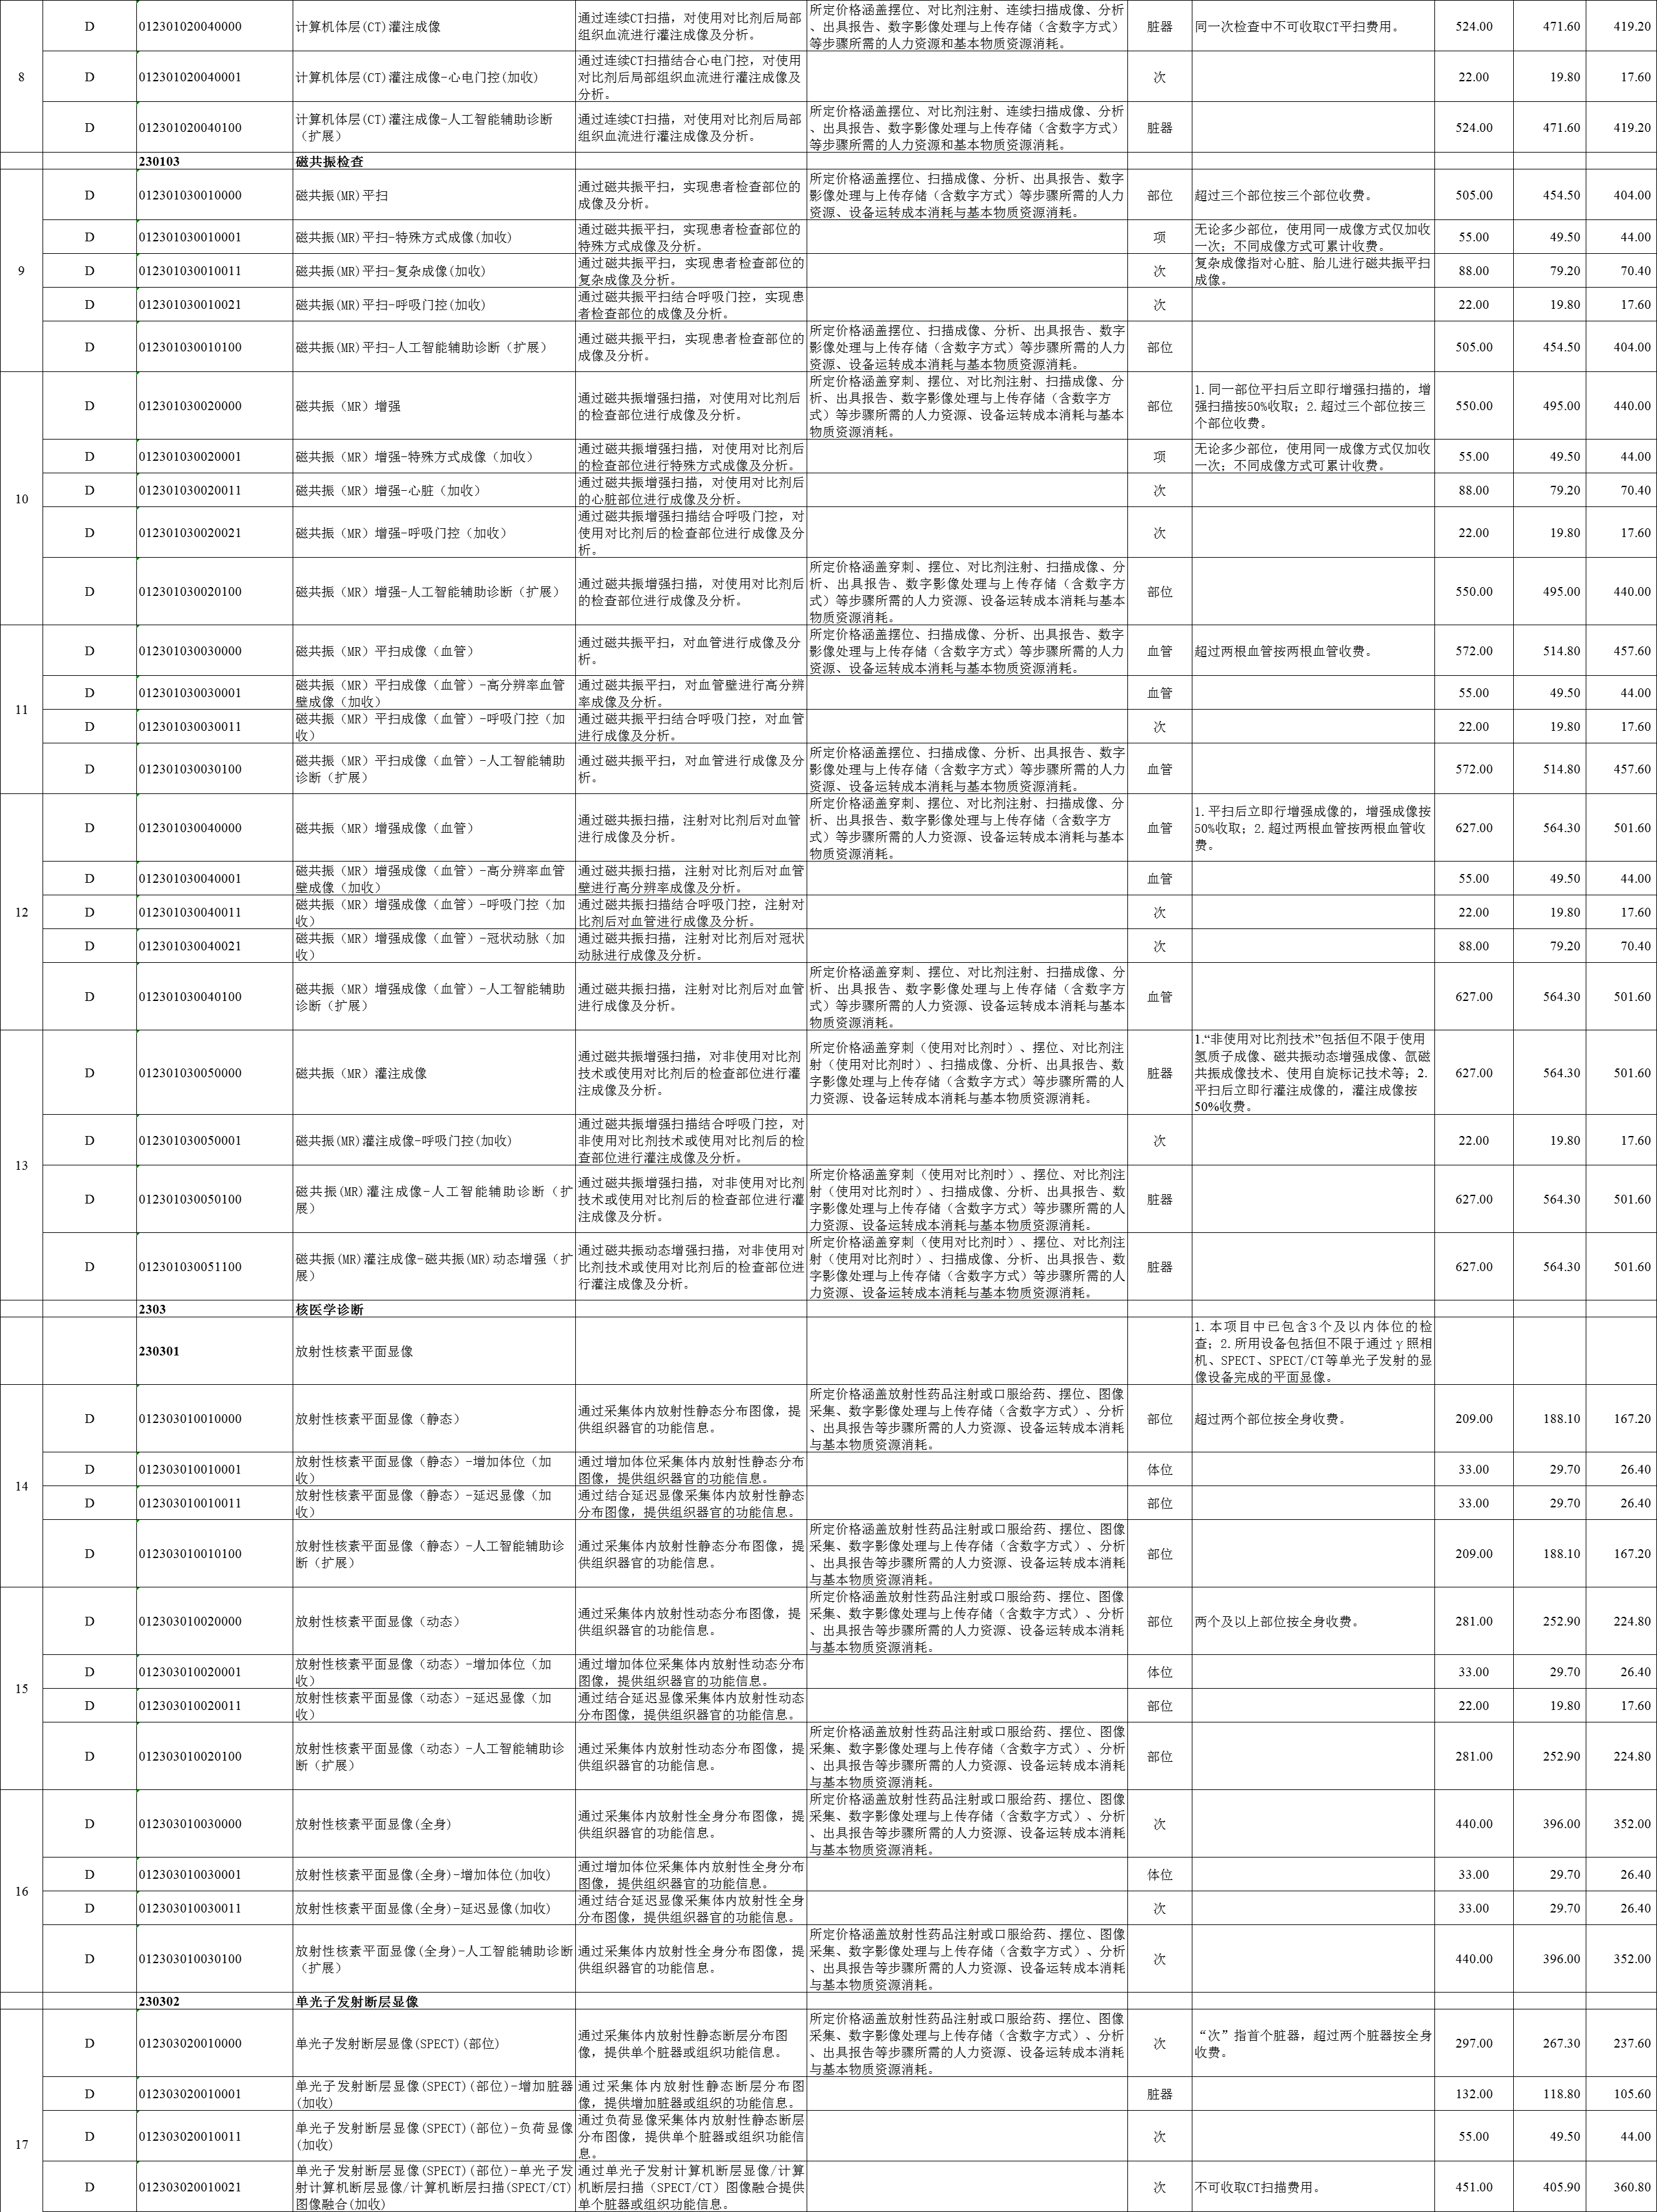 8
D
012301020040000
计算机体层(CT)灌注成像
通过连续CT扫描，对使用对比剂后局部
组织血流进行灌注成像及分析。
所定价格涵盖摆位、对比剂注射、连续扫描成像、分析
、出具报告、数字影像处理与上传存储（含数字方式）
等步骤所需的人力资源和基本物质资源消耗。
脏器
同一次检查中不可收取CT平扫费用。
524.00
471.60
419.20
D
012301020040001
计算机体层(CT)灌注成像-心电门控(加收)
通过连续CT扫描结合心电门控，对使用
对比剂后局部组织血流进行灌注成像及
分析。
次
22.00
19.80
17.60
D
012301020040100
计算机体层(CT)灌注成像-人工智能辅助诊断
（扩展）
通过连续CT扫描，对使用对比剂后局部
组织血流进行灌注成像及分析。
所定价格涵盖摆位、对比剂注射、连续扫描成像、分析
、出具报告、数字影像处理与上传存储（含数字方式）
等步骤所需的人力资源和基本物质资源消耗。
脏器
524.00
471.60
419.20
230103
磁共振检查
9
D
012301030010000
磁共振(MR)平扫
通过磁共振平扫，实现患者检查部位的
成像及分析。
所定价格涵盖摆位、扫描成像、分析、出具报告、数字
影像处理与上传存储（含数字方式）等步骤所需的人力
资源、设备运转成本消耗与基本物质资源消耗。
部位
超过三个部位按三个部位收费。
505.00
454.50
404.00
D
012301030010001
磁共振(MR)平扫-特殊方式成像(加收)
通过磁共振平扫，实现患者检查部位的
特殊方式成像及分析。
项
无论多少部位，使用同一成像方式仅加收
一次；不同成像方式可累计收费。
55.00
49.50
44.00
D
012301030010011
磁共振(MR)平扫-复杂成像(加收)
通过磁共振平扫，实现患者检查部位的
复杂成像及分析。
次
复杂成像指对心脏、胎儿进行磁共振平扫
成像。
88.00
79.20
70.40
D
012301030010021
磁共振(MR)平扫-呼吸门控(加收)
通过磁共振平扫结合呼吸门控，实现患
者检查部位的成像及分析。
次
22.00
19.80
17.60
D
012301030010100
磁共振(MR)平扫-人工智能辅助诊断（扩展）
通过磁共振平扫，实现患者检查部位的
成像及分析。
所定价格涵盖摆位、扫描成像、分析、出具报告、数字
影像处理与上传存储（含数字方式）等步骤所需的人力
资源、设备运转成本消耗与基本物质资源消耗。
部位
505.00
454.50
404.00
10
D
012301030020000
磁共振（MR）增强
通过磁共振增强扫描，对使用对比剂后
的检查部位进行成像及分析。
所定价格涵盖穿刺、摆位、对比剂注射、扫描成像、分
析、出具报告、数字影像处理与上传存储（含数字方
式）等步骤所需的人力资源、设备运转成本消耗与基本
物质资源消耗。
部位
1.同一部位平扫后立即行增强扫描的，增
强扫描按50%收取；2.超过三个部位按三
个部位收费。
550.00
495.00
440.00
D
012301030020001
磁共振（MR）增强-特殊方式成像（加收）
通过磁共振增强扫描，对使用对比剂后
的检查部位进行特殊方式成像及分析。
项
无论多少部位，使用同一成像方式仅加收
一次；不同成像方式可累计收费。
55.00
49.50
44.00
D
012301030020011
磁共振（MR）增强-心脏（加收）
通过磁共振增强扫描，对使用对比剂后
的心脏部位进行成像及分析。
次
88.00
79.20
70.40
D
012301030020021
磁共振（MR）增强-呼吸门控（加收）
通过磁共振增强扫描结合呼吸门控，对
使用对比剂后的检查部位进行成像及分
析。
次
22.00
19.80
17.60
D
012301030020100
磁共振（MR）增强-人工智能辅助诊断（扩展）
通过磁共振增强扫描，对使用对比剂后
的检查部位进行成像及分析。
所定价格涵盖穿刺、摆位、对比剂注射、扫描成像、分
析、出具报告、数字影像处理与上传存储（含数字方
式）等步骤所需的人力资源、设备运转成本消耗与基本
物质资源消耗。
部位
550.00
495.00
440.00
11
D
012301030030000
磁共振（MR）平扫成像（血管）
通过磁共振平扫，对血管进行成像及分
析。
所定价格涵盖摆位、扫描成像、分析、出具报告、数字
影像处理与上传存储（含数字方式）等步骤所需的人力
资源、设备运转成本消耗与基本物质资源消耗。
血管
超过两根血管按两根血管收费。
572.00
514.80
457.60
D
012301030030001
磁共振（MR）平扫成像（血管）-高分辨率血管
壁成像（加收）
通过磁共振平扫，对血管壁进行高分辨
率成像及分析。
血管
55.00
49.50
44.00
D
012301030030011
磁共振（MR）平扫成像（血管）-呼吸门控（加
收）
通过磁共振平扫结合呼吸门控，对血管
进行成像及分析。
次
22.00
19.80
17.60
D
012301030030100
磁共振（MR）平扫成像（血管）-人工智能辅助
诊断（扩展）
通过磁共振平扫，对血管进行成像及分
析。
所定价格涵盖摆位、扫描成像、分析、出具报告、数字
影像处理与上传存储（含数字方式）等步骤所需的人力
资源、设备运转成本消耗与基本物质资源消耗。
血管
572.00
514.80
457.60
12
D
012301030040000
磁共振（MR）增强成像（血管）
通过磁共振扫描，注射对比剂后对血管
进行成像及分析。
所定价格涵盖穿刺、摆位、对比剂注射、扫描成像、分
析、出具报告、数字影像处理与上传存储（含数字方
式）等步骤所需的人力资源、设备运转成本消耗与基本
物质资源消耗。
血管
1.平扫后立即行增强成像的，增强成像按
50%收取；2.超过两根血管按两根血管收
费。
627.00
564.30
501.60
D
012301030040001
磁共振（MR）增强成像（血管）-高分辨率血管
壁成像（加收）
通过磁共振扫描，注射对比剂后对血管
壁进行高分辨率成像及分析。
血管
55.00
49.50
44.00
D
012301030040011
磁共振（MR）增强成像（血管）-呼吸门控（加
收）
通过磁共振扫描结合呼吸门控，注射对
比剂后对血管进行成像及分析。
次
22.00
19.80
17.60
D
012301030040021
磁共振（MR）增强成像（血管）-冠状动脉（加
收）
通过磁共振扫描，注射对比剂后对冠状
动脉进行成像及分析。
次
88.00
79.20
70.40
D
012301030040100
磁共振（MR）增强成像（血管）-人工智能辅助
诊断（扩展）
通过磁共振扫描，注射对比剂后对血管
进行成像及分析。
所定价格涵盖穿刺、摆位、对比剂注射、扫描成像、分
析、出具报告、数字影像处理与上传存储（含数字方
式）等步骤所需的人力资源、设备运转成本消耗与基本
物质资源消耗。
血管
627.00
564.30
501.60
13
D
012301030050000
磁共振（MR）灌注成像
通过磁共振增强扫描，对非使用对比剂
技术或使用对比剂后的检查部位进行灌
注成像及分析。
所定价格涵盖穿刺（使用对比剂时）、摆位、对比剂注
射（使用对比剂时）、扫描成像、分析、出具报告、数
字影像处理与上传存储（含数字方式）等步骤所需的人
力资源、设备运转成本消耗与基本物质资源消耗。
脏器
1.“非使用对比剂技术”包括但不限于使用
氢质子成像、磁共振动态增强成像、氙磁
共振成像技术、使用自旋标记技术等；2.
平扫后立即行灌注成像的，灌注成像按
50%收费。
627.00
564.30
501.60
D
012301030050001
磁共振(MR)灌注成像-呼吸门控(加收)
通过磁共振增强扫描结合呼吸门控，对
非使用对比剂技术或使用对比剂后的检
查部位进行灌注成像及分析。
次
22.00
19.80
17.60
D
012301030050100
磁共振(MR)灌注成像-人工智能辅助诊断（扩
展）
通过磁共振增强扫描，对非使用对比剂
技术或使用对比剂后的检查部位进行灌
注成像及分析。
所定价格涵盖穿刺（使用对比剂时）、摆位、对比剂注
射（使用对比剂时）、扫描成像、分析、出具报告、数
字影像处理与上传存储（含数字方式）等步骤所需的人
力资源、设备运转成本消耗与基本物质资源消耗。
脏器
627.00
564.30
501.60
D
012301030051100
磁共振(MR)灌注成像-磁共振(MR)动态增强（扩
展）
通过磁共振动态增强扫描，对非使用对
比剂技术或使用对比剂后的检查部位进
行灌注成像及分析。
所定价格涵盖穿刺（使用对比剂时）、摆位、对比剂注
射（使用对比剂时）、扫描成像、分析、出具报告、数
字影像处理与上传存储（含数字方式）等步骤所需的人
力资源、设备运转成本消耗与基本物质资源消耗。
脏器
627.00
564.30
501.60
2303
核医学诊断
230301
放射性核素平面显像
1.本项目中已包含3个及以内体位的检
查；2.所用设备包括但不限于通过γ照相
机、SPECT、SPECT/CT等单光子发射的显
像设备完成的平面显像。
14
D
012303010010000
放射性核素平面显像（静态）
通过采集体内放射性静态分布图像，提
供组织器官的功能信息。
所定价格涵盖放射性药品注射或口服给药、摆位、图像
采集、数字影像处理与上传存储（含数字方式）、分析
、出具报告等步骤所需的人力资源、设备运转成本消耗
与基本物质资源消耗。
部位
超过两个部位按全身收费。
209.00
188.10
167.20
D
012303010010001
放射性核素平面显像（静态）-增加体位（加
收）
通过增加体位采集体内放射性静态分布
图像，提供组织器官的功能信息。
体位
33.00
29.70
26.40
D
012303010010011
放射性核素平面显像（静态）-延迟显像（加
收）
通过结合延迟显像采集体内放射性静态
分布图像，提供组织器官的功能信息。
部位
33.00
29.70
26.40
D
012303010010100
放射性核素平面显像（静态）-人工智能辅助诊
断（扩展）
通过采集体内放射性静态分布图像，提
供组织器官的功能信息。
所定价格涵盖放射性药品注射或口服给药、摆位、图像
采集、数字影像处理与上传存储（含数字方式）、分析
、出具报告等步骤所需的人力资源、设备运转成本消耗
与基本物质资源消耗。
部位
209.00
188.10
167.20
15
D
012303010020000
放射性核素平面显像（动态）
通过采集体内放射性动态分布图像，提
供组织器官的功能信息。
所定价格涵盖放射性药品注射或口服给药、摆位、图像
采集、数字影像处理与上传存储（含数字方式）、分析
、出具报告等步骤所需的人力资源、设备运转成本消耗
与基本物质资源消耗。
部位
两个及以上部位按全身收费。
281.00
252.90
224.80
D
012303010020001
放射性核素平面显像（动态）-增加体位（加
收）
通过增加体位采集体内放射性动态分布
图像，提供组织器官的功能信息。
体位
33.00
29.70
26.40
D
012303010020011
放射性核素平面显像（动态）-延迟显像（加
收）
通过结合延迟显像采集体内放射性动态
分布图像，提供组织器官的功能信息。
部位
22.00
19.80
17.60
D
012303010020100
放射性核素平面显像（动态）-人工智能辅助诊
断（扩展）
通过采集体内放射性动态分布图像，提
供组织器官的功能信息。
所定价格涵盖放射性药品注射或口服给药、摆位、图像
采集、数字影像处理与上传存储（含数字方式）、分析
、出具报告等步骤所需的人力资源、设备运转成本消耗
与基本物质资源消耗。
部位
281.00
252.90
224.80
16
D
012303010030000
放射性核素平面显像(全身)
通过采集体内放射性全身分布图像，提
供组织器官的功能信息。
所定价格涵盖放射性药品注射或口服给药、摆位、图像
采集、数字影像处理与上传存储（含数字方式）、分析
、出具报告等步骤所需的人力资源、设备运转成本消耗
与基本物质资源消耗。
次
440.00
396.00
352.00
D
012303010030001
放射性核素平面显像(全身)-增加体位(加收)
通过增加体位采集体内放射性全身分布
图像，提供组织器官的功能信息。
体位
33.00
29.70
26.40
D
012303010030011
放射性核素平面显像(全身)-延迟显像(加收)
通过结合延迟显像采集体内放射性全身
分布图像，提供组织器官的功能信息。
次
33.00
29.70
26.40
D
012303010030100
放射性核素平面显像(全身)-人工智能辅助诊断
（扩展）
通过采集体内放射性全身分布图像，提
供组织器官的功能信息。
所定价格涵盖放射性药品注射或口服给药、摆位、图像
采集、数字影像处理与上传存储（含数字方式）、分析
、出具报告等步骤所需的人力资源、设备运转成本消耗
与基本物质资源消耗。
次
440.00
396.00
352.00
230302
单光子发射断层显像
17
D
012303020010000
单光子发射断层显像(SPECT)(部位)
通过采集体内放射性静态断层分布图
像，提供单个脏器或组织功能信息。
所定价格涵盖放射性药品注射或口服给药、摆位、图像
采集、数字影像处理与上传存储（含数字方式）、分析
、出具报告等步骤所需的人力资源、设备运转成本消耗
与基本物质资源消耗。
次
“次”指首个脏器，超过两个脏器按全身
收费。
297.00
267.30
237.60
D
012303020010001
单光子发射断层显像(SPECT)(部位)-增加脏器
(加收)
通过采集体内放射性静态断层分布图
像，提供增加脏器或组织的功能信息。
脏器
132.00
118.80
105.60
D
012303020010011
单光子发射断层显像(SPECT)(部位)-负荷显像
(加收)
通过负荷显像采集体内放射性静态断层
分布图像，提供单个脏器或组织功能信
息。
次
55.00
49.50
44.00
D
012303020010021
单光子发射断层显像(SPECT)(部位)-单光子发
射计算机断层显像/计算机断层扫描(SPECT/CT)
图像融合(加收)
通过单光子发射计算机断层显像/计算
机断层扫描（SPECT/CT）图像融合提供
单个脏器或组织功能信息。
次
不可收取CT扫描费用。
451.00
405.90
360.80